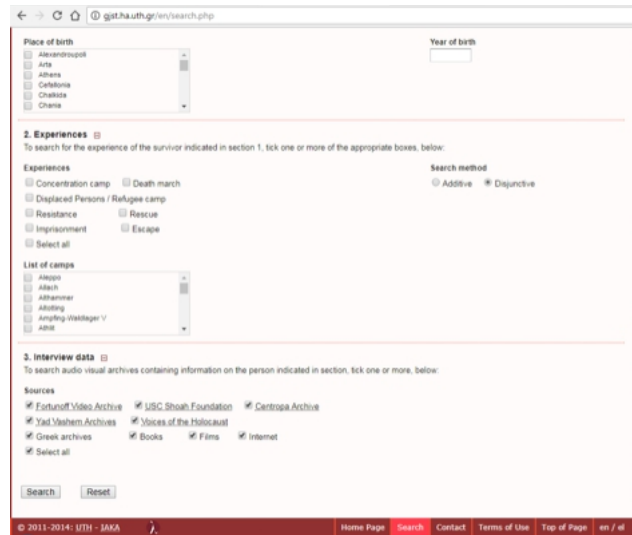 gjst.ha.uth.gr/en/search.php
Place of birth
Year of birth
Alexandroupoli
Arta
Athens
Cefallonia
Chalkida
Chania
2. Experiences
To search for the experience of the survivor indicated in section 1, tick one or more of the appropriate boxes, below:
Experiences
Search method
Concentration camp Death march
Additive Disjunctive
Displaced Persons / Refugee camp
Resistance Rescue
Imprisonment Escape
Select all
List of camps
Aleppo
Allach
Althammer
Altotting
Ampfing-Waldlager V
Athlit
3. Interview data
To search audio visual archives containing information on the person indicated in section, tick one or more, below:
Sources
Fortunoff Video Archive USC Shoah Foundation Centropa Archive
Yad Vashem Archives Voices of the Holocaust
Greek archives Books Films Internet
Select all
Search Reset
© 2011-2014: UTH - IAKA
Home Page Search Contact Terms of Use Top of Page en / el